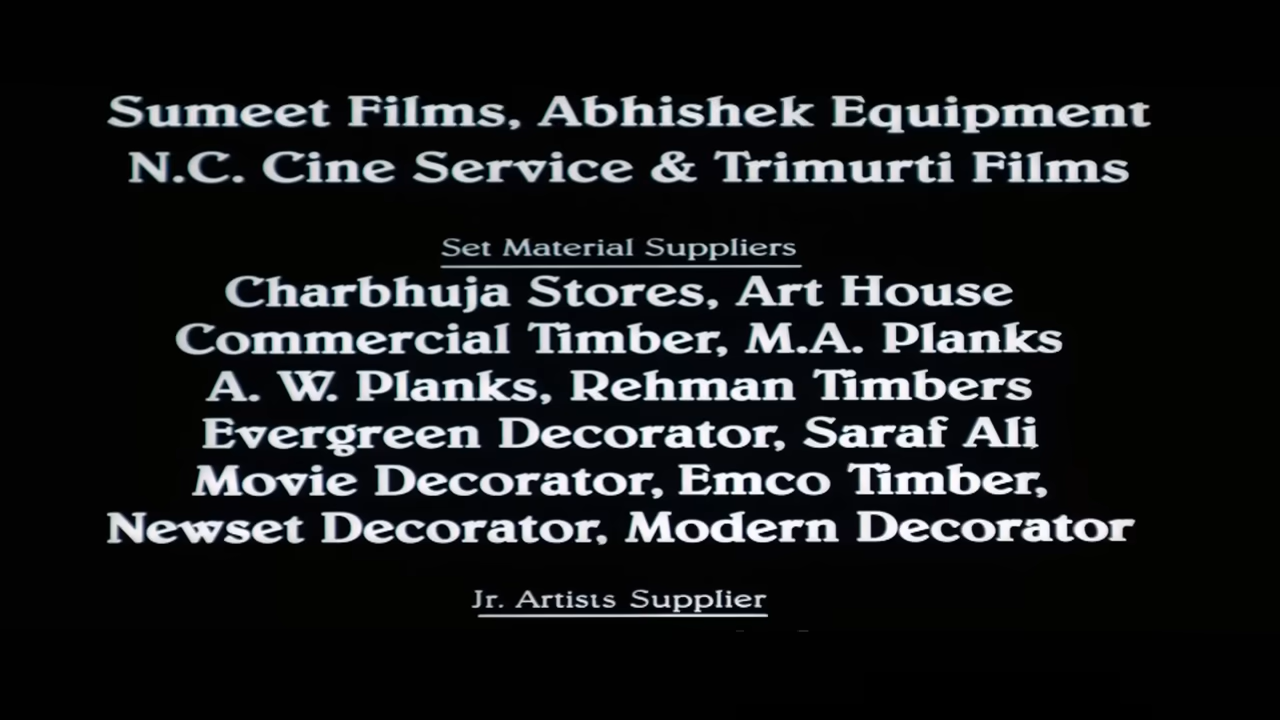 Sumeet Films, Abhishek Equipment
N.C. Cine Service & Trimurti Films
Set Material Suppliers
Charbhuja Stores, Art House
Commercial Timber, M.A. Planks
A. W. Planks, Rehman Timbers
Evergreen Decorator, Saraf Ali
Movie Decorator, Emco Timber,
Newset Decorator, Modern Decorator
Jr. Artists Supplier